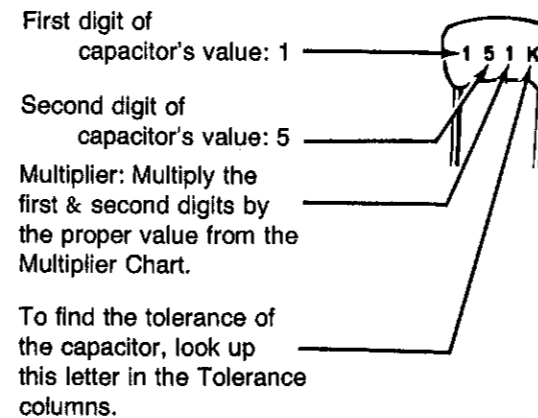 First digit of
capacitor's value: 1
1 5 1 K
Second digit of
capacitor's value: 5
Multiplier: Multiply the
first & second digits by
the proper value from the
Multiplier Chart.
To find the tolerance of
the capacitor, look up
this letter in the Tolerance
columns.